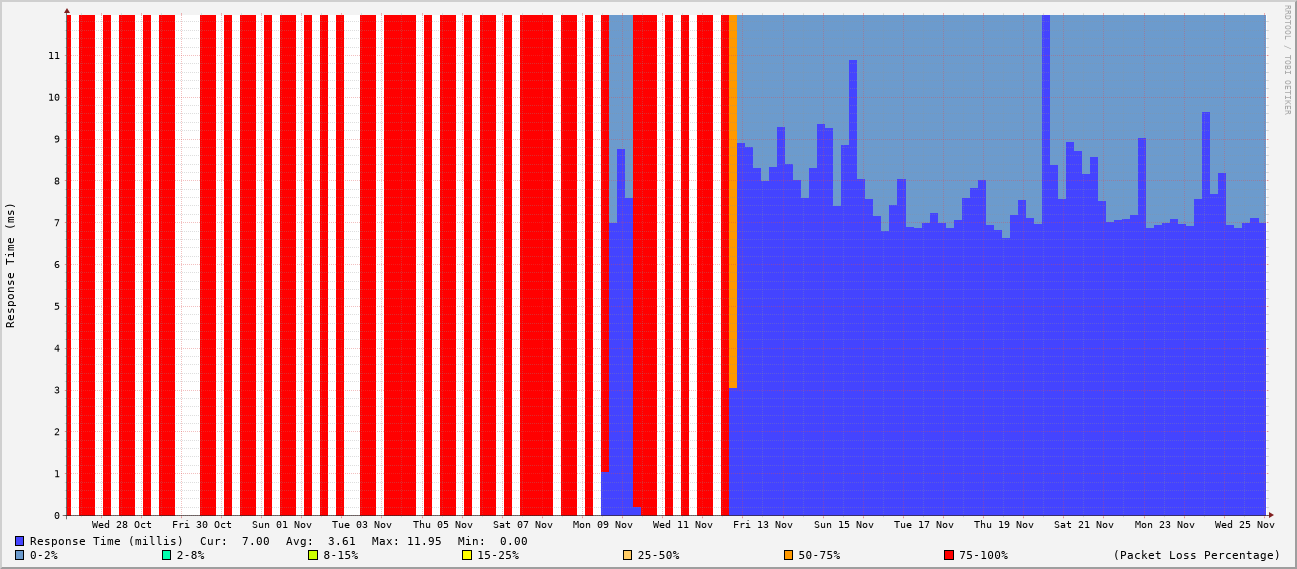 RRDTOOL / TOBI OETIKER
Response Time (ms)
11
10
9
8
7
6
5
4
3
2
1
0
Wed 28 Oct Fri 30 Oct Sun 01 Nov Tue 03 Nov Thu 05 Nov Sat 07 Nov Mon 09 Nov Wed 11 Nov Fri 13 Nov Sun 15 Nov Tue 17 Nov Thu 19 Nov Sat 21 Nov Mon 23 Nov Wed 25 Nov
Response Time (millis) Cur: 7.00 Avg: 3.61 Max: 11.95 Min: 0.00
0-2% 2-8% 8-15% 15-25% 25-50% 50-75% 75-100% (Packet Loss Percentage)